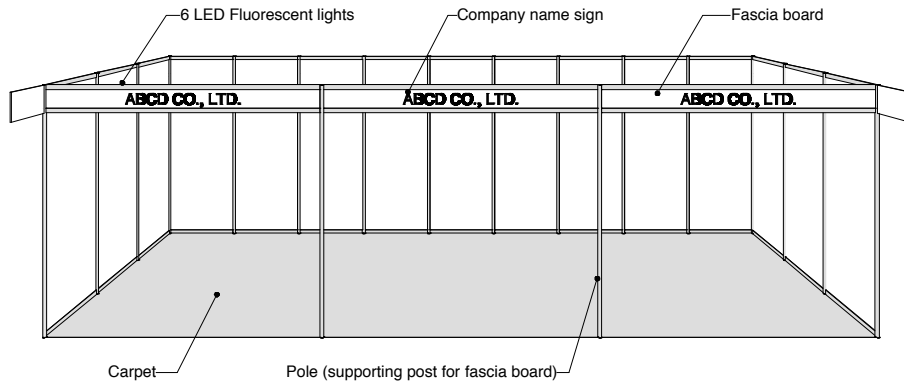 6 LED Fluorescent lights
Company name sign
Fascia board
ABCD CO., LTD.
ABCD CO., LTD.
ABCD CO., LTD.
Carpet
Pole (supporting post for fascia board)